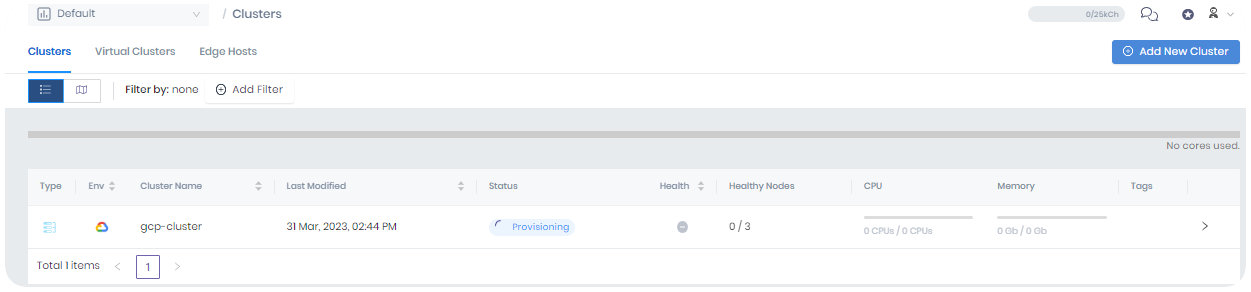 Default / Clusters 0/25kCh
Clusters Virtual Clusters Edge Hosts Add New Cluster
Filter by: none Add Filter
No cores used.
Type Env Cluster Name Last Modified Status Health Healthy Nodes CPU Memory Tags
gcp-cluster 31 Mar, 2023, 02:44 PM Provisioning 0 / 3 0 CPUs / 0 CPUs 0 Gb / 0 Gb
Total 1 items < 1 >